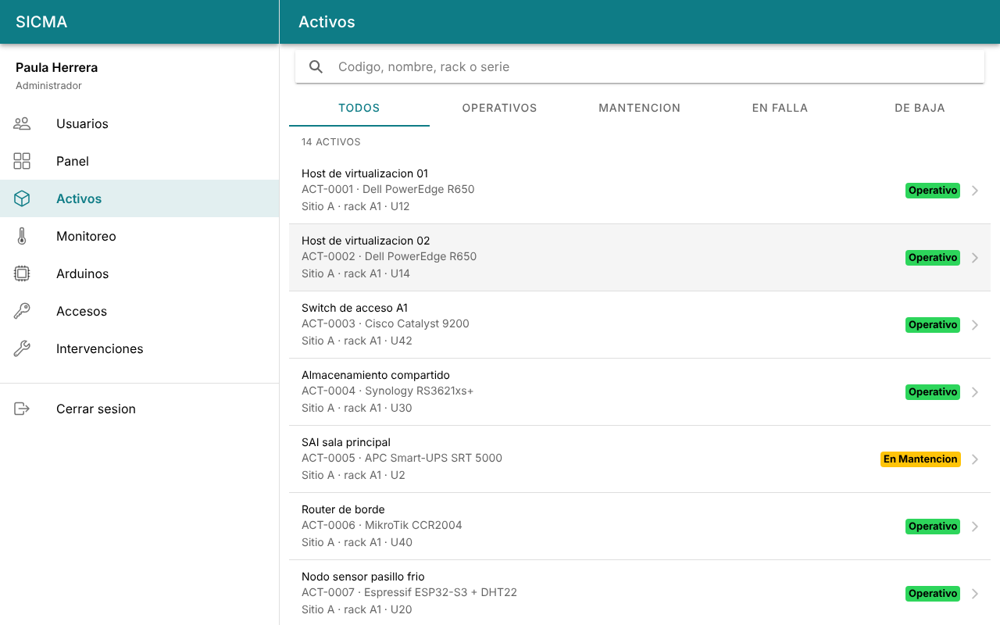 SICMA
Activos
Paula Herrera
Administrador
Usuarios
Panel
Activos
Monitoreo
Arduinos
Accesos
Intervenciones
Cerrar sesion
Codigo, nombre, rack o serie
TODOS
OPERATIVOS
MANTENCION
EN FALLA
DE BAJA
14 ACTIVOS
Host de virtualizacion 01
ACT-0001 · Dell PowerEdge R650
Sitio A · rack A1 · U12
Operativo
Host de virtualizacion 02
ACT-0002 · Dell PowerEdge R650
Sitio A · rack A1 · U14
Operativo
Switch de acceso A1
ACT-0003 · Cisco Catalyst 9200
Sitio A · rack A1 · U42
Operativo
Almacenamiento compartido
ACT-0004 · Synology RS3621xs+
Sitio A · rack A1 · U30
Operativo
SAI sala principal
ACT-0005 · APC Smart-UPS SRT 5000
Sitio A · rack A1 · U2
En Mantencion
Router de borde
ACT-0006 · MikroTik CCR2004
Sitio A · rack A1 · U40
Operativo
Nodo sensor pasillo frio
ACT-0007 · Espressif ESP32-S3 + DHT22
Sitio A · rack A1 · U20
Operativo